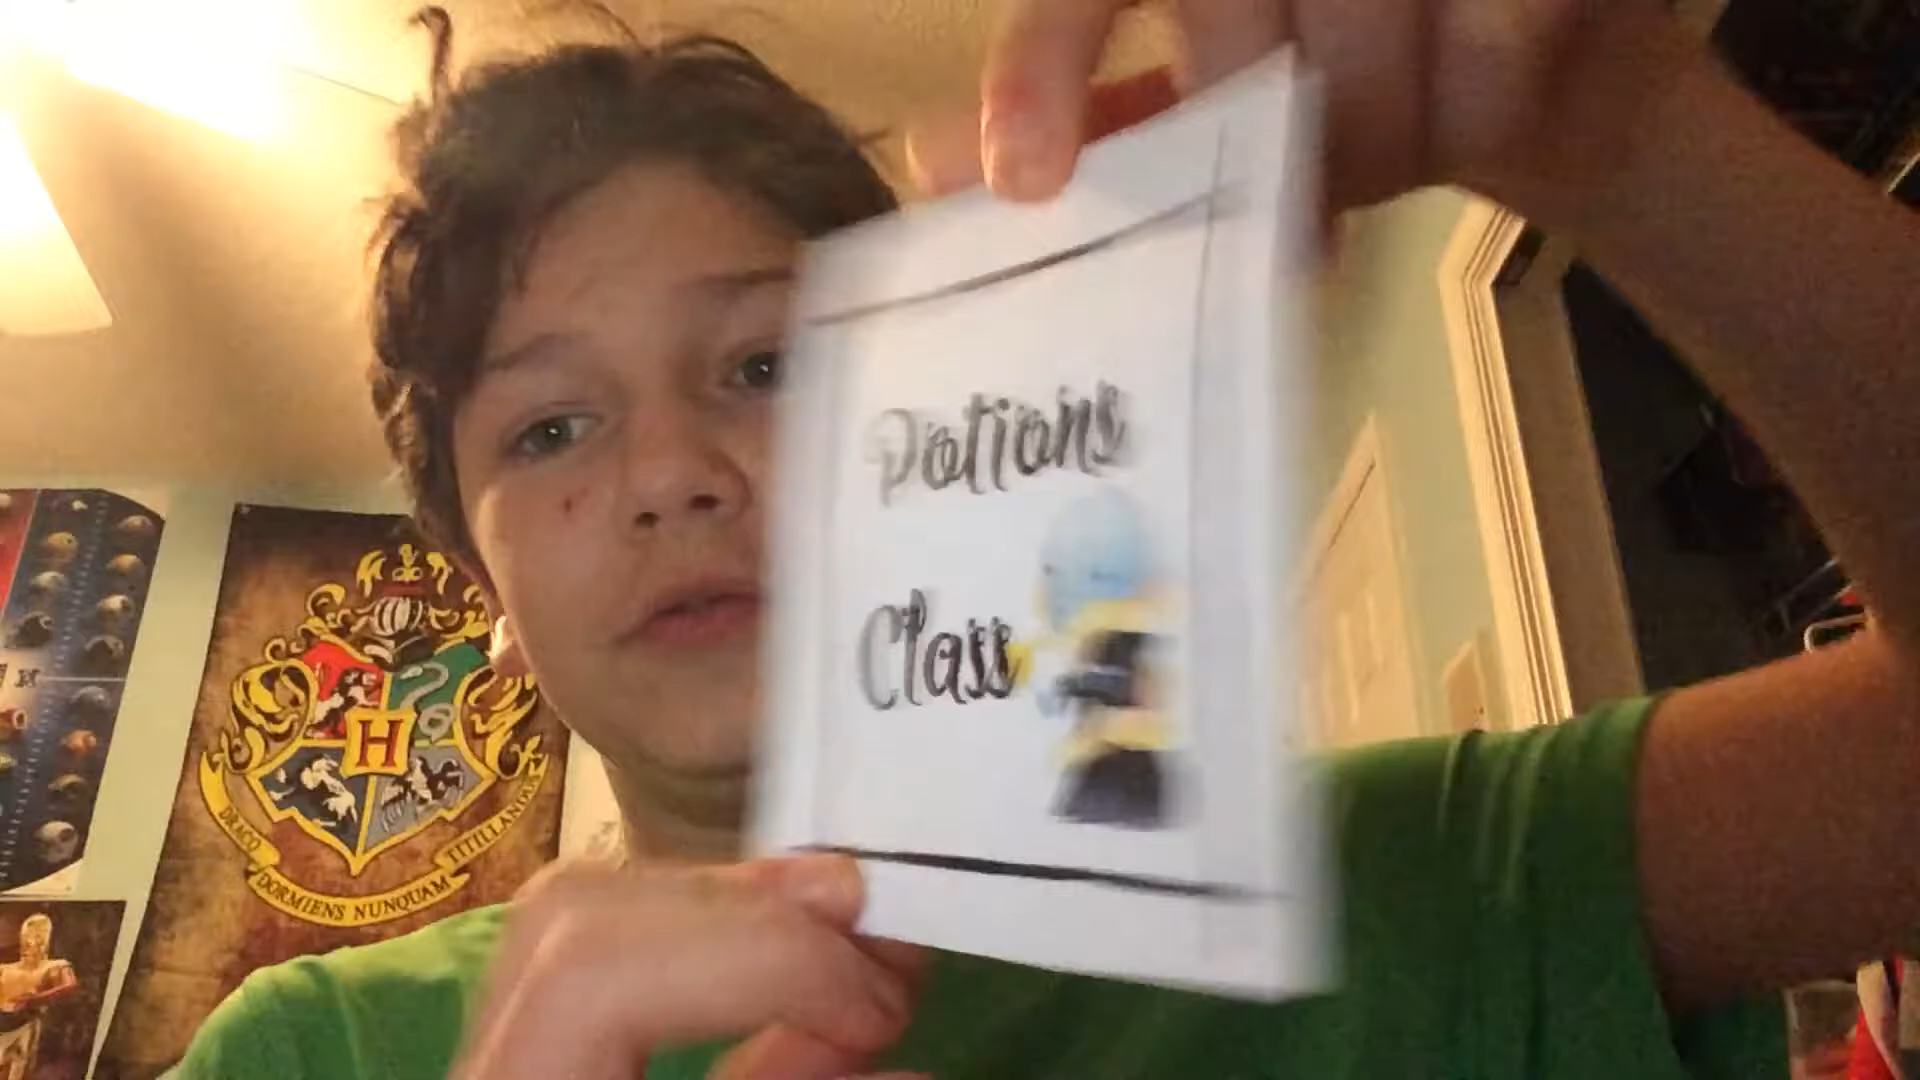 Potions
Class
H
DRACO
DORMIENS NUNQUAM
TITILLANDUS